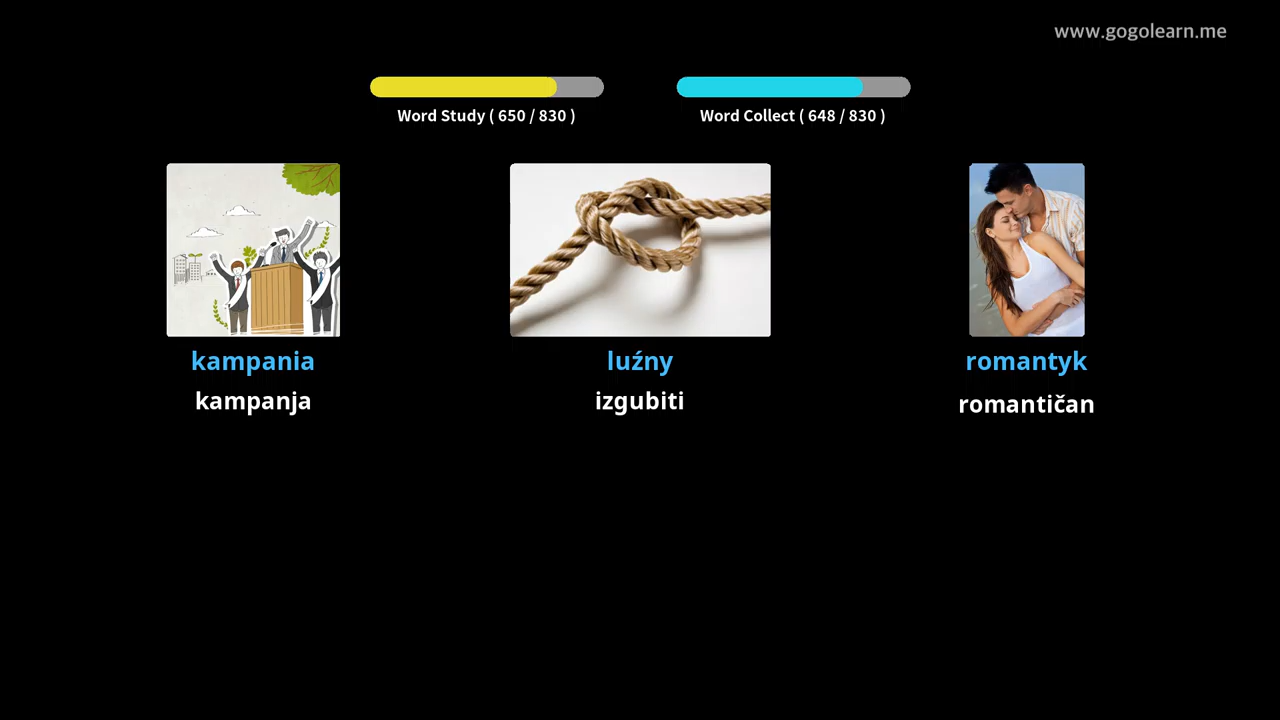 www.gogolearn.me
Word Study ( 650 / 830 )
Word Collect ( 648 / 830 )
kampania
kampanja
luźny
izgubiti
romantyk
romantičan